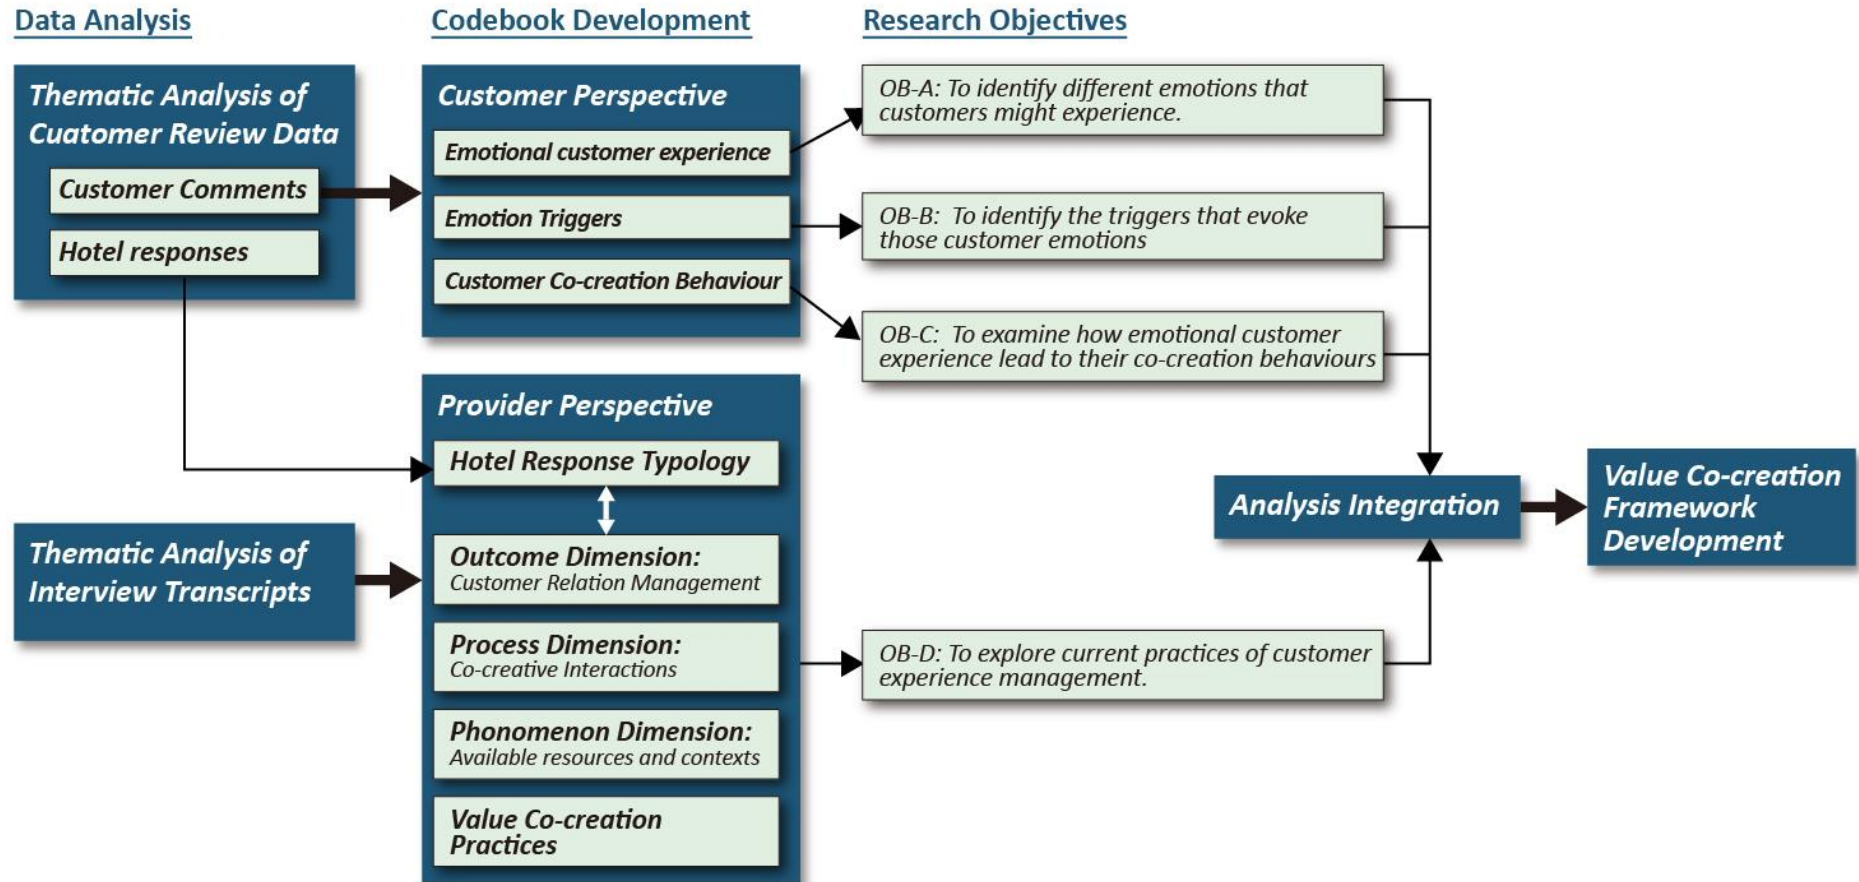 Data Analysis
Codebook Development
Research Objectives
Thematic Analysis of
Cuatomer Review Data
Customer Comments
Hotel responses
Customer Perspective
Emotional customer experience
Emotion Triggers
Customer Co-creation Behaviour
OB-A: To identify different emotions that
customers might experience.
OB-B: To identify the triggers that evoke
those customer emotions
OB-C: To examine how emotional customer
experience lead to their co-creation behaviours
Provider Perspective
Hotel Response Typology
Thematic Analysis of
Interview Transcripts
Outcome Dimension:
Customer Relation Management
Process Dimension:
Co-creative Interactions
Phonomenon Dimension:
Available resources and contexts
Value Co-creation
Practices
OB-D: To explore current practices of customer
experience management.
Analysis Integration
Value Co-creation
Framework
Development